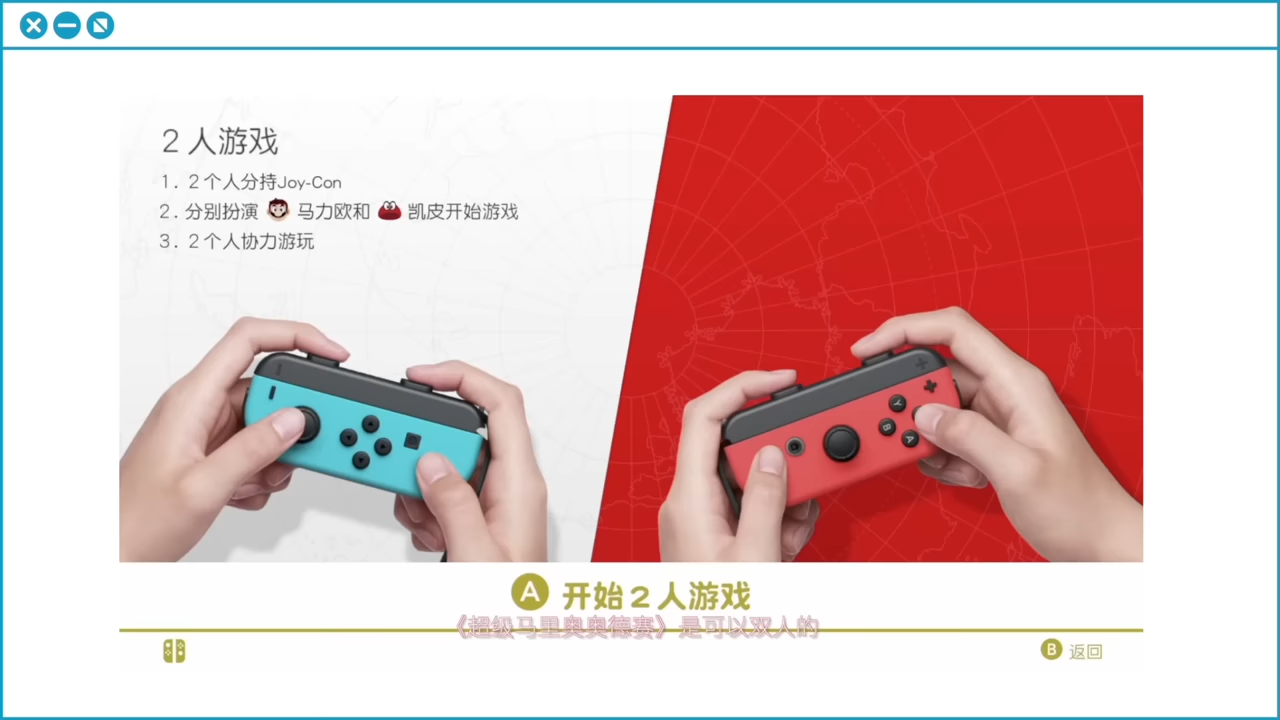 2 人游戏
1. 2个人分持Joy-Con
2. 分别扮演 马力欧和 凯皮开始游戏
3. 2个人协力游玩
Y
B
A
A 开始2人游戏
《超级马里奥奥德赛》是可以双人的
B 返回